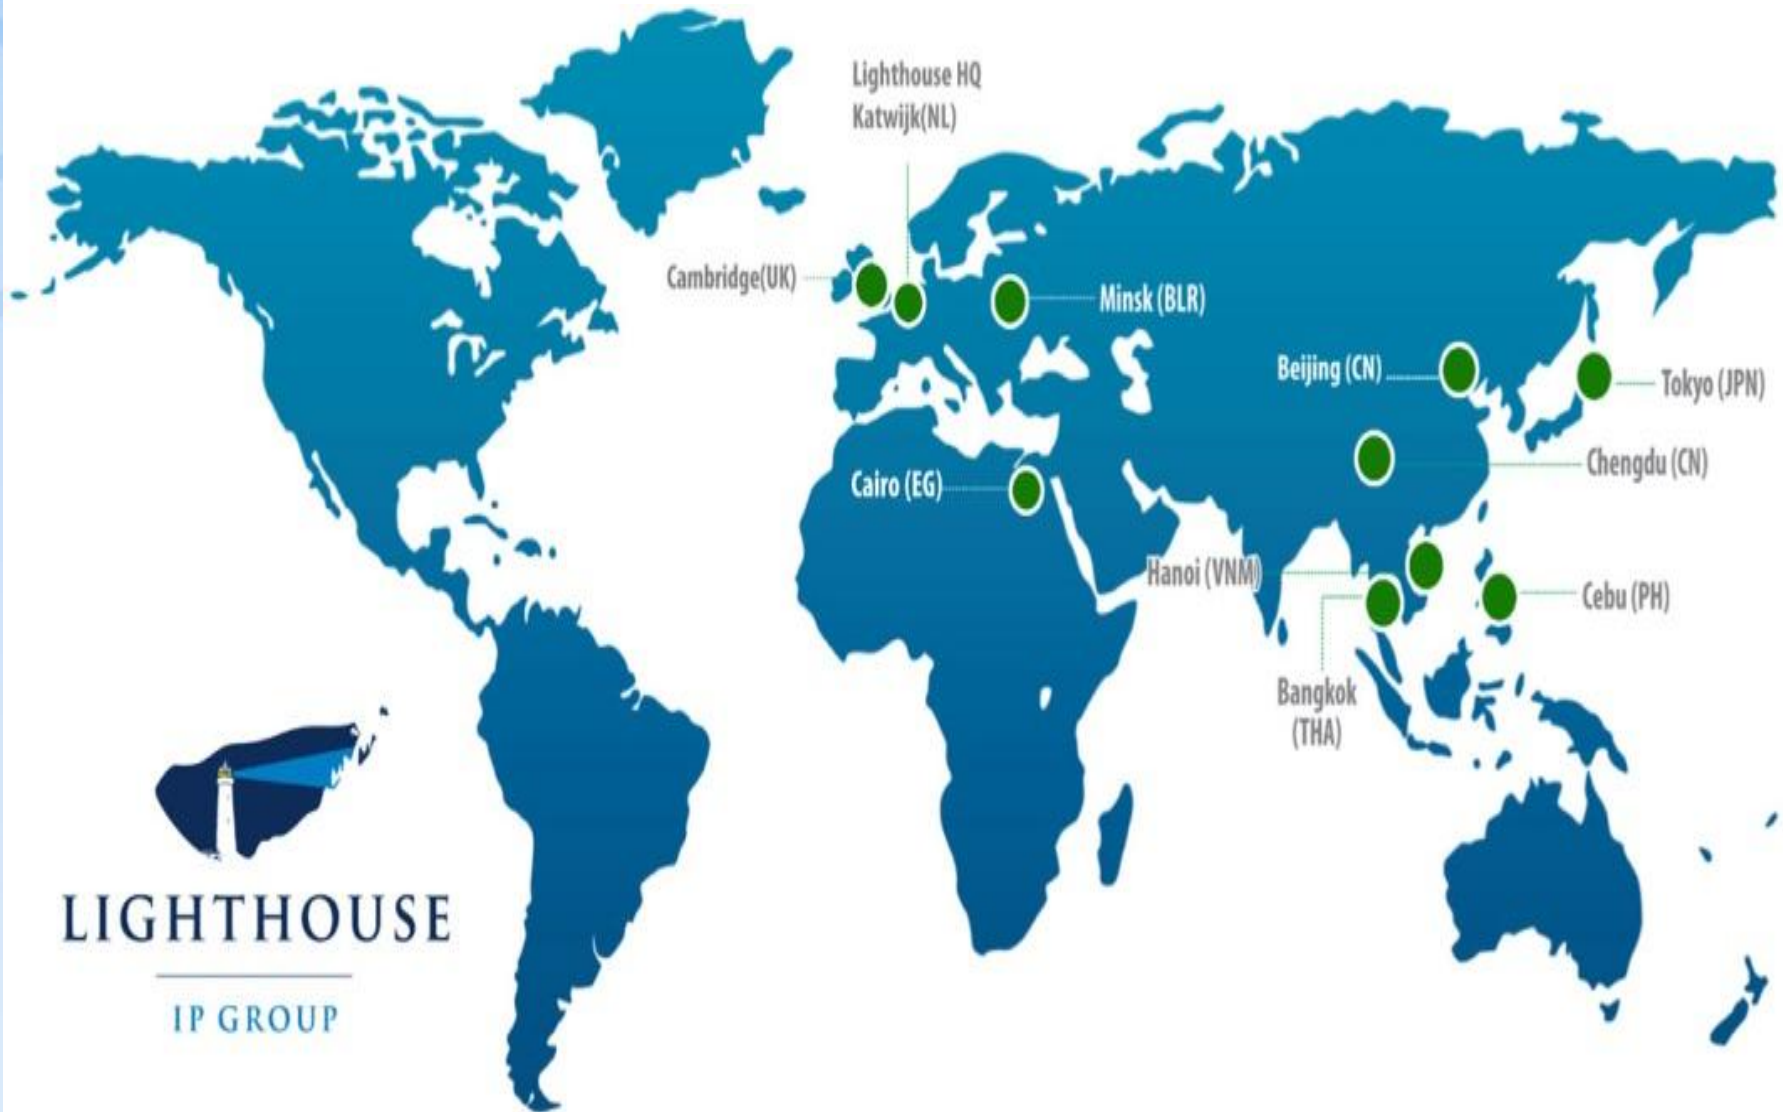 Lighthouse HQ
Katwijk(NL)
Cambridge(UK)
Minsk (BLR)
Beijing (CN)
Tokyo (JPN)
Chengdu (CN)
Cairo (EG)
Hanoi (VNM)
Cebu (PH)
Bangkok
(THA)
LIGHTHOUSE
IP GROUP